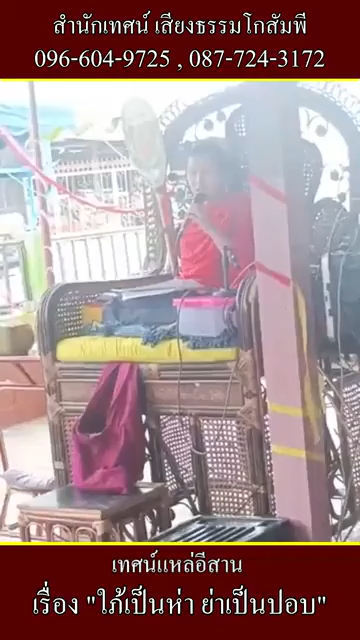 สำนักเทศน์ เสียงธรรมโกสัมพี
096-604-9725 , 087-724-3172
เทศน์แหล่อีสาน
เรื่อง "ใภ้เป็นห่า ย่าเป็นปอบ"